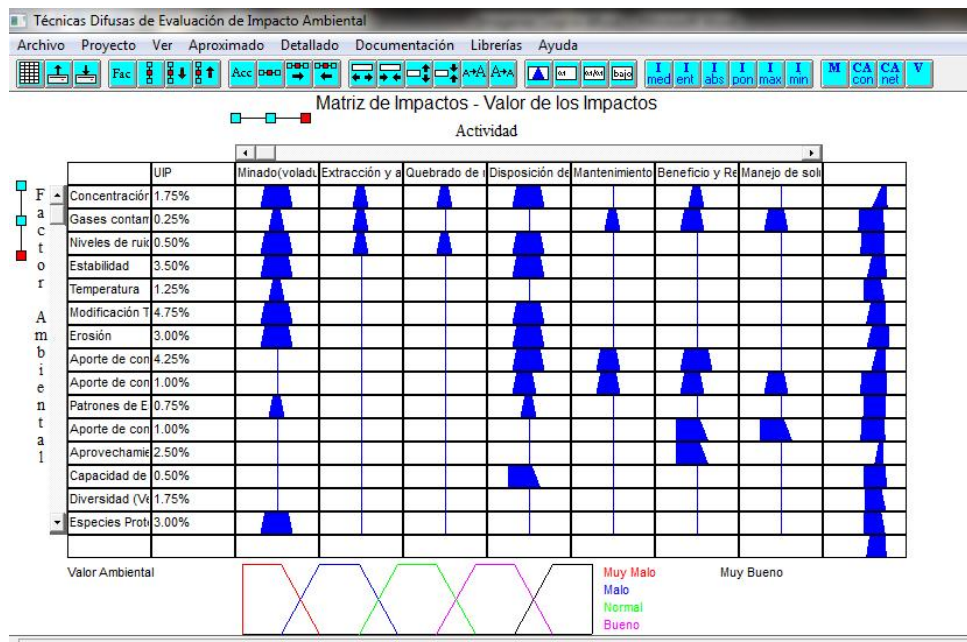 Técnicas Difusas de Evaluación de Impacto Ambiental
Archivo Proyecto Ver Aproximado Detallado Documentación Librerías Ayuda
Fac Acc A+A A+A bajo I med I ent I abs I pon I max I min M CA con CA net V
Matriz de Impactos - Valor de los Impactos
Actividad
Factor Ambiental
UIP Minado(voladu Extracción y a Quebrado de Disposición de Mantenimiento Beneficio y Re Manejo de solu
Concentración 1.75%
Gases contam 0.25%
Niveles de ruid 0.50%
Estabilidad 3.50%
Temperatura 1.25%
Modificación T 4.75%
Erosión 3.00%
Aporte de con 4.25%
Aporte de con 1.00%
Patrones de E 0.75%
Aporte de con 1.00%
Aprovechamie 2.50%
Capacidad de 0.50%
Diversidad (Ve 1.75%
Especies Prote 3.00%
Valor Ambiental
Muy Malo Muy Bueno
Malo
Normal
Bueno